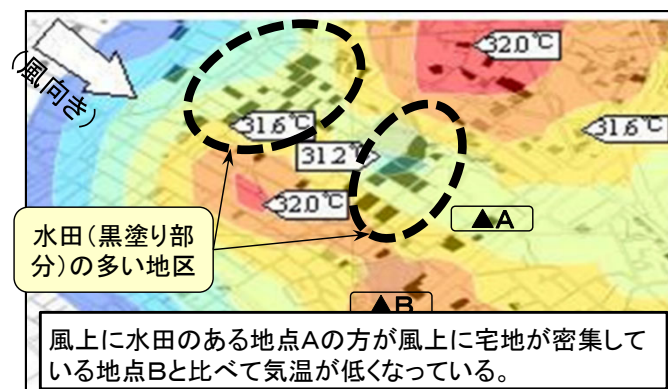 (風向き)
32.0℃
31.6℃
31.6℃
31.2℃
32.0℃
水田(黒塗り部
分)の多い地区
▲A
▲B
風上に水田のある地点Aの方が風上に宅地が密集して
いる地点Bと比べて気温が低くなっている。